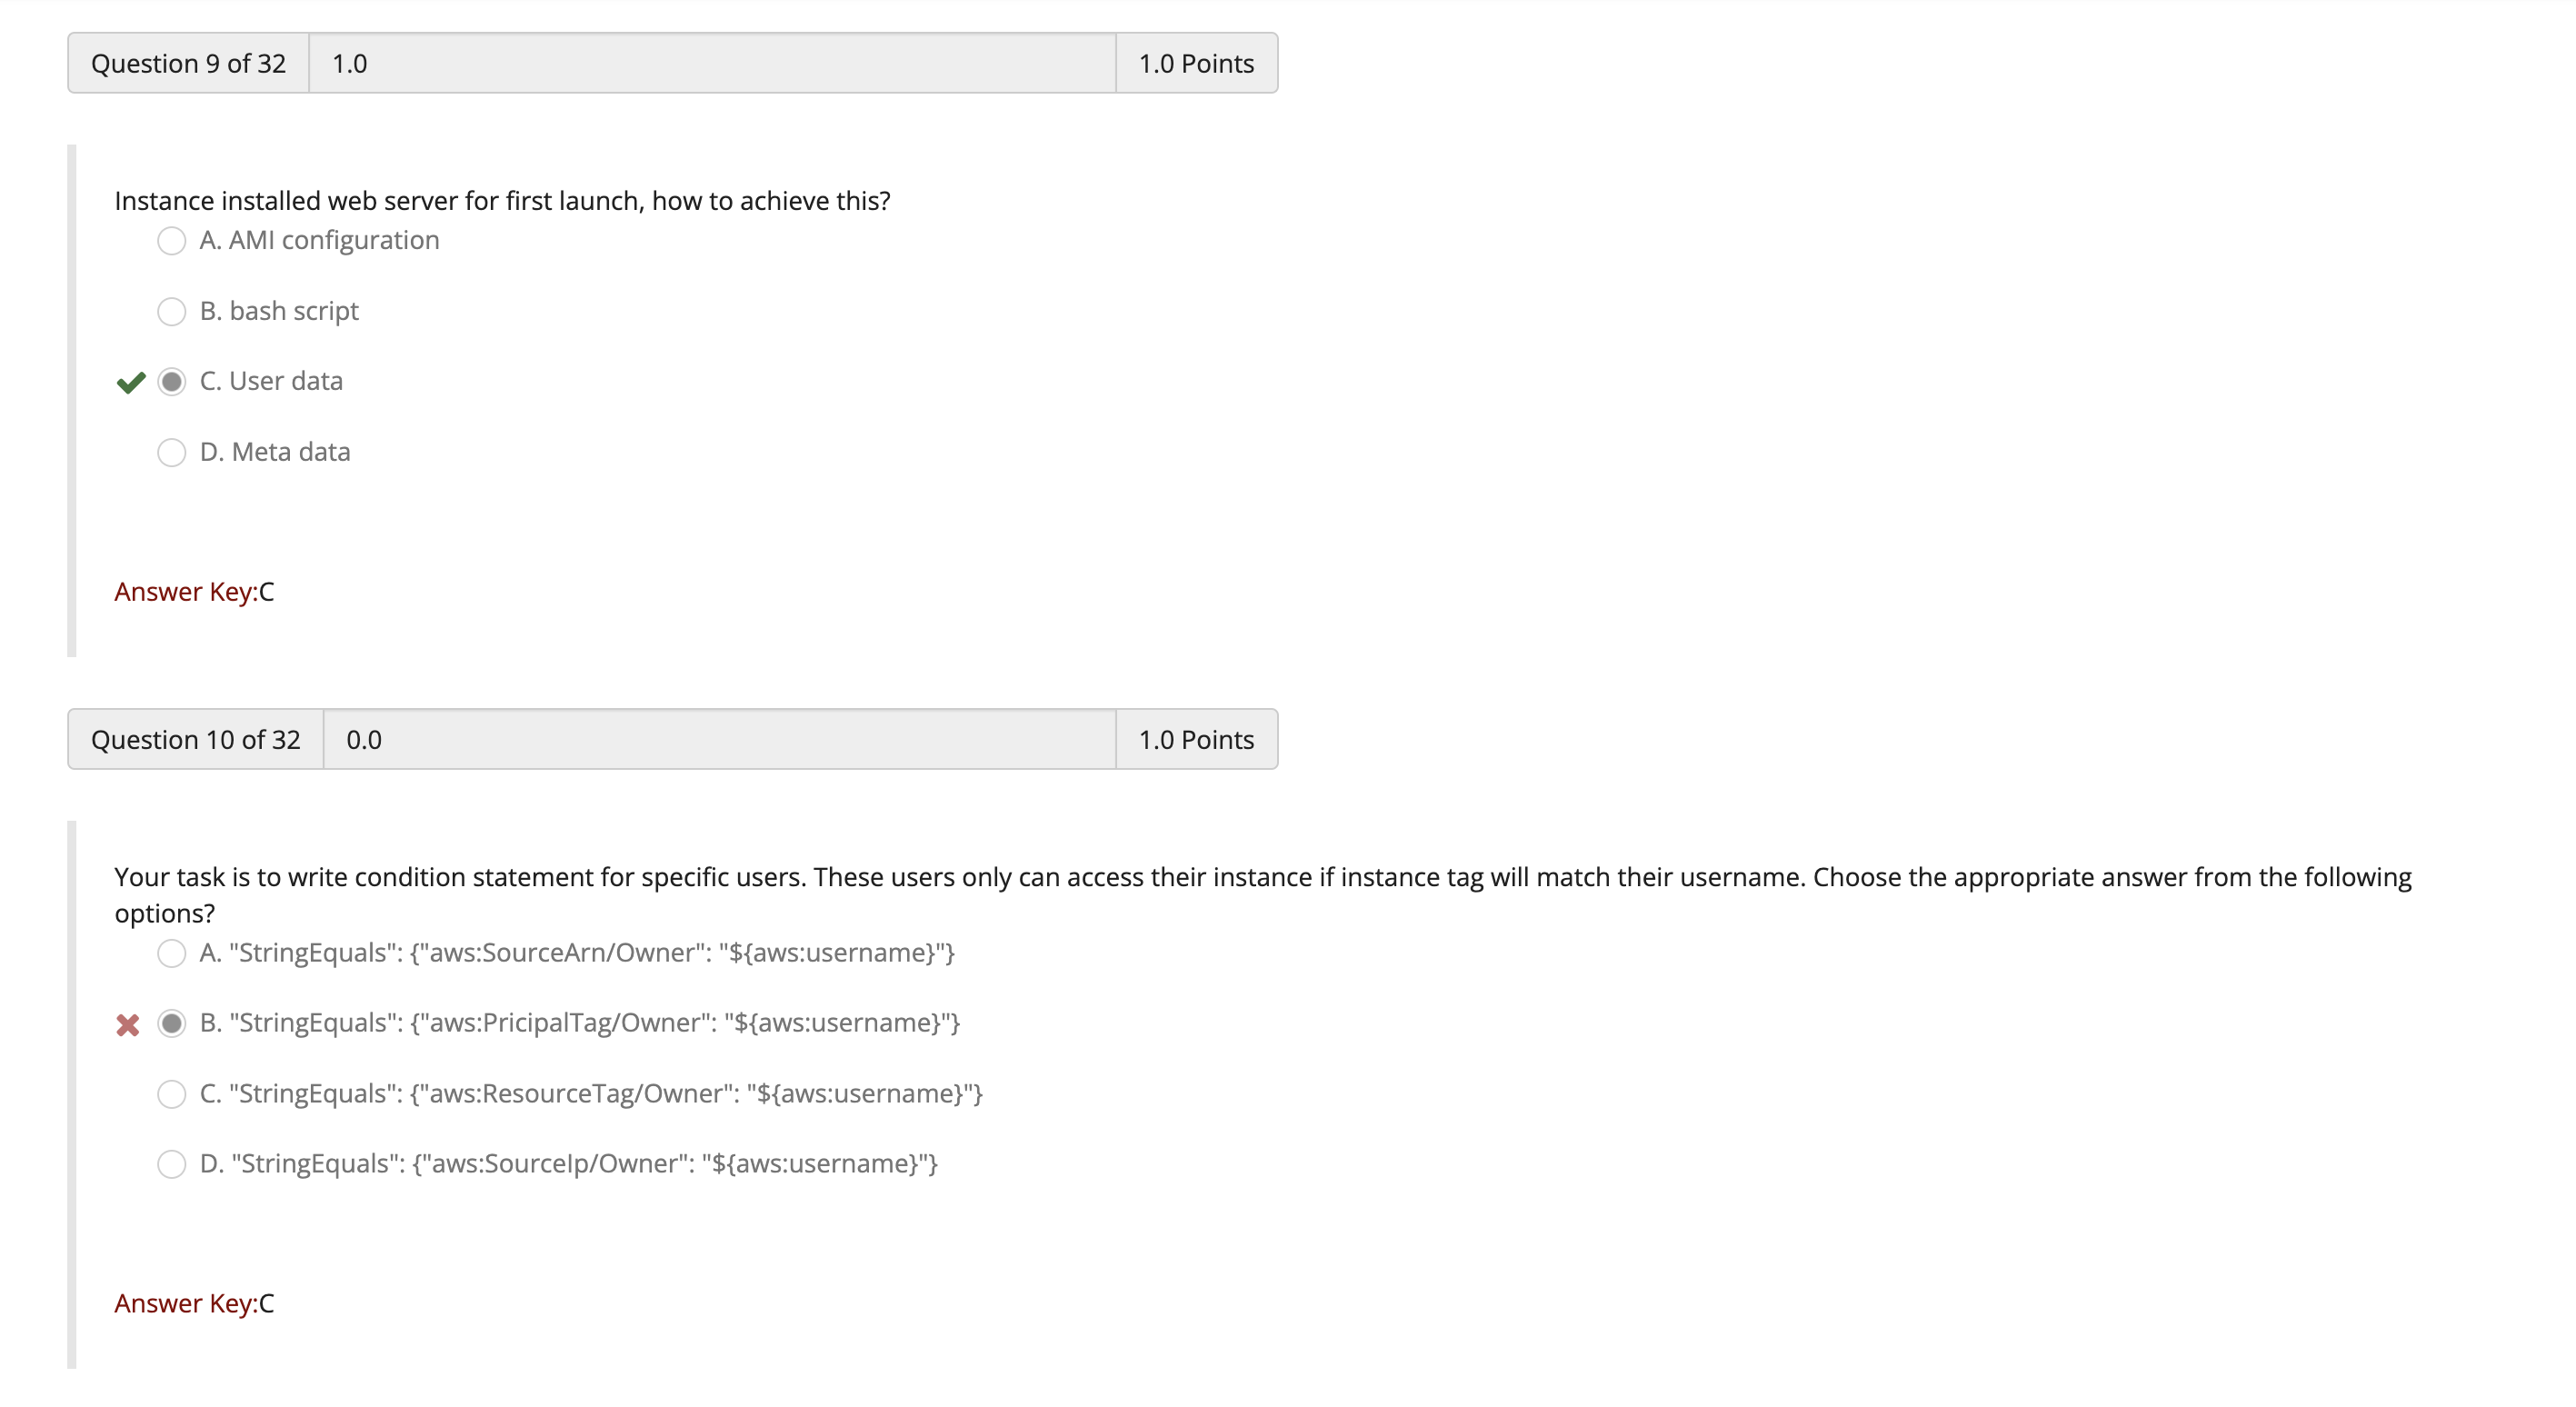 Question 9 of 32 1.0 1.0 Points
Instance installed web server for first launch, how to achieve this?
A. AMI configuration
B. bash script
C. User data
D. Meta data
Answer Key:C
Question 10 of 32 0.0 1.0 Points
Your task is to write condition statement for specific users. These users only can access their instance if instance tag will match their username. Choose the appropriate answer from the following
options?
A. "StringEquals": {"aws:SourceArn/Owner": "${aws:username}"}
B. "StringEquals": {"aws:PricipalTag/Owner": "${aws:username}"}
C. "StringEquals": {"aws:ResourceTag/Owner": "${aws:username}"}
D. "StringEquals": {"aws:SourceIp/Owner": "${aws:username}"}
Answer Key:C